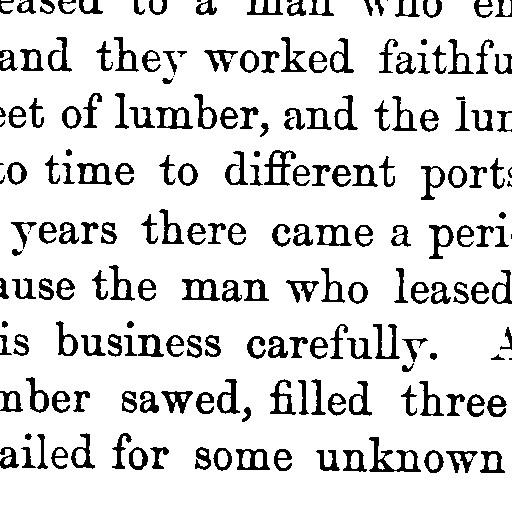 eased to a man who en
and they worked faithfu
eet of lumber, and the lum
to time to different ports
years there came a peri-
ause the man who leased
is business carefully. A
mber sawed, filled three
ailed for some unknown